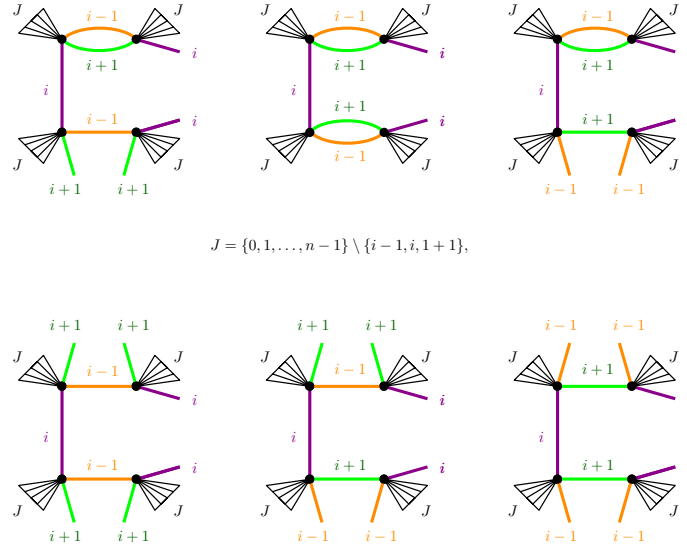 J i − 1 J J i − 1 J J i − 1 J
i + 1 i i + 1 i i + 1
i i i
i + 1
i − 1 i i i + 1
J J J i − 1 J J J
i + 1 i + 1 i − 1 i − 1
J = {0, 1, . . . , n − 1} \ {i − 1, i, 1 + 1},
i + 1 i + 1 i + 1 i + 1 i − 1 i − 1
J i − 1 J J i − 1 J J i + 1 J
i i
i i i
i − 1 i i + 1 i i + 1
J J J J J J
i + 1 i + 1 i − 1 i − 1 i − 1 i − 1